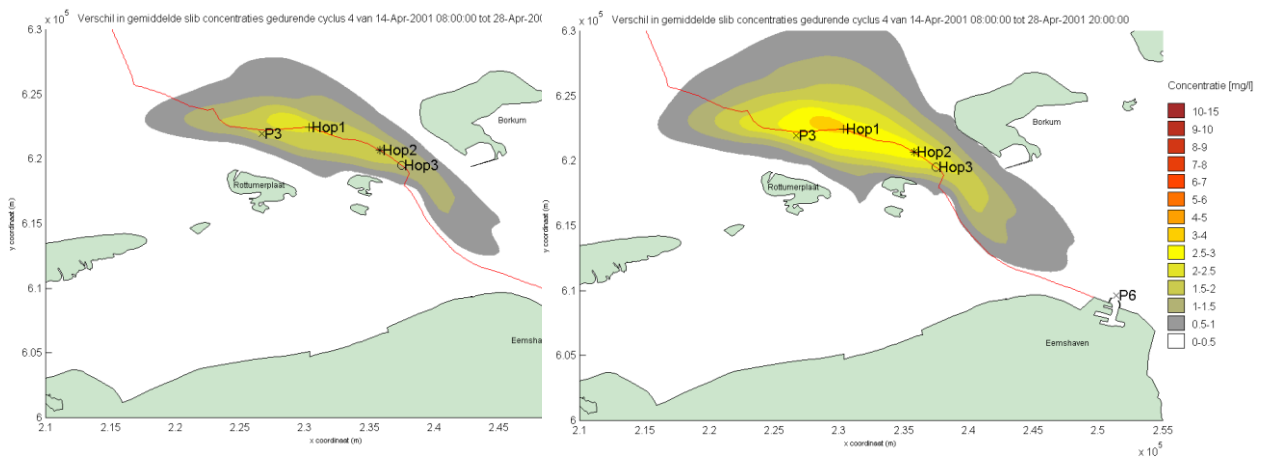 Verschil in gemiddelde slib concentraties gedurende cyclus 4 van 14-Apr-2001 08:00:00 tot 28-Apr-200
x 10⁵
6.3
6.25
6.2
6.15
6.1
6.05
6
y coordinaat (m)
2.1
2.15
2.2
2.25
2.3
2.35
2.4
2.45
x coordinaat (m)
P3
Hop1
Hop2
Hop3
Borkum
Rottumerplaat
Eemsha
Verschil in gemiddelde slib concentraties gedurende cyclus 4 van 14-Apr-2001 08:00:00 tot 28-Apr-2001 20:00:00
x 10⁵
6.3
6.25
6.2
6.15
6.1
6.05
6
y coordinaat (m)
2.1
2.15
2.2
2.25
2.3
2.35
2.4
2.45
2.5
2.55
x 10⁵
x coordinaat (m)
P3
Hop1
Hop2
Hop3
Borkum
Rottumerplaat
P6
Eemshaven
Concentratie [mg/l]
10-15
9-10
8-9
7-8
6-7
5-6
4-5
3-4
2.5-3
2-2.5
1.5-2
1-1.5
0.5-1
0-0.5